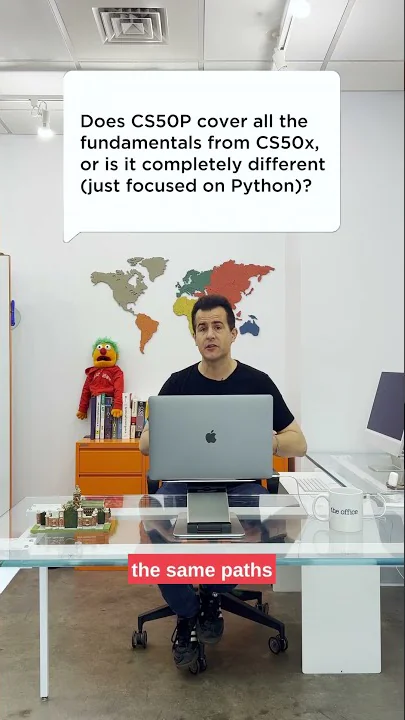 Does CS50P cover all the
fundamentals from CS50x,
or is it completely different
(just focused on Python)?
the office
the same paths